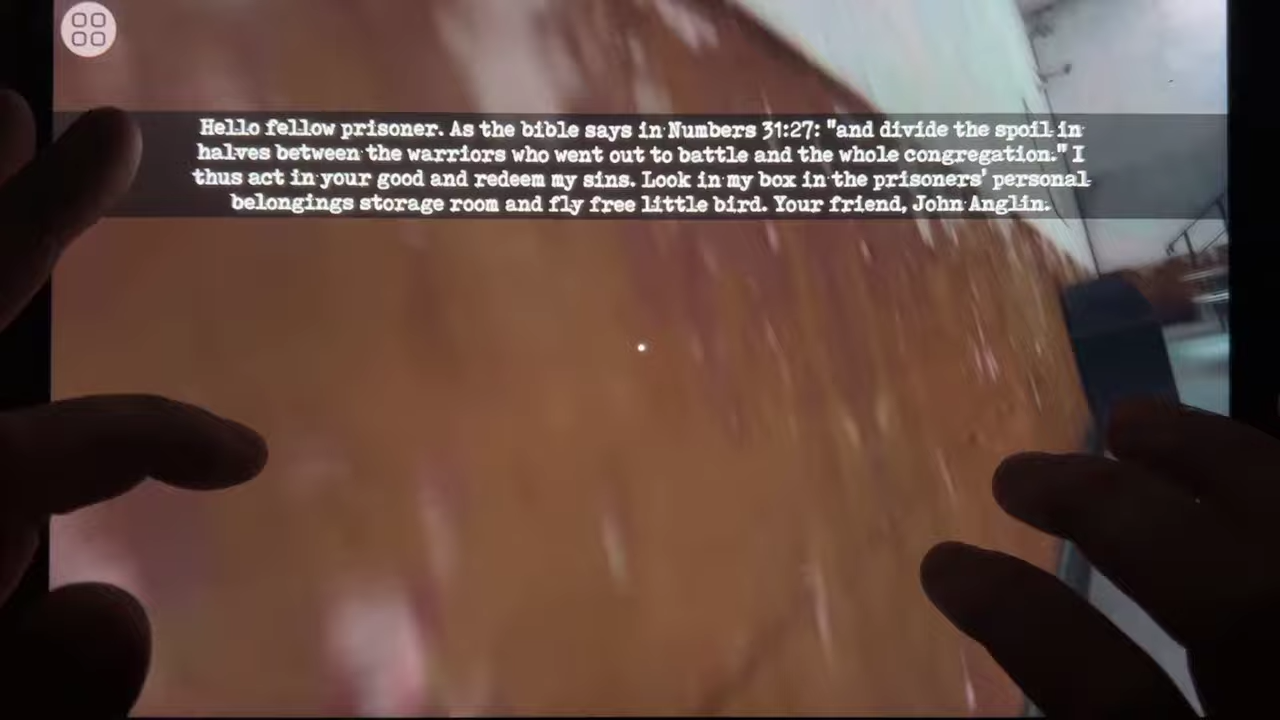 Hello fellow prisoner. As the bible says in Numbers 31:27: "and divide the spoil in
halves between the warriors who went out to battle and the whole congregation." I
thus act in your good and redeem my sins. Look in my box in the prisoners' personal
belongings storage room and fly free little bird. Your friend, John Anglin.